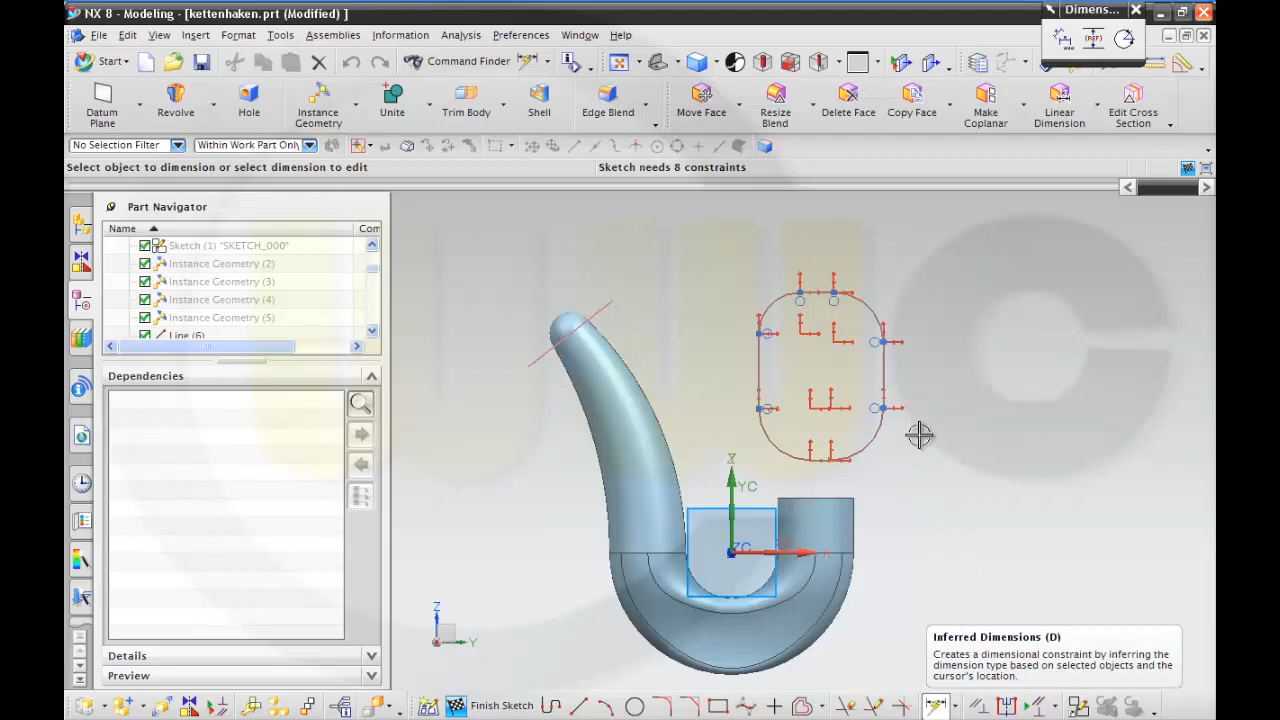 NX 8 - Modeling - [kettenhaken.prt (Modified) ]
Dimens...
File Edit View Insert Format Tools Assemblies Information Analysis Preferences Window Help
Start Command Finder
Datum Plane Revolve Hole Instance Geometry Unite Trim Body Shell Edge Blend Move Face Resize Blend Delete Face Copy Face Make Coplanar Linear Dimension Edit Cross Section
No Selection Filter Within Work Part Only
Select object to dimension or select dimension to edit Sketch needs 8 constraints
Part Navigator
Name Com
Sketch (1) "SKETCH_000"
Instance Geometry (2)
Instance Geometry (3)
Instance Geometry (4)
Instance Geometry (5)
Line (6)
Dependencies
Z
YC
ZC
X
Z
Y
Inferred Dimensions (D)
Creates a dimensional constraint by inferring the
dimension type based on selected objects and the
cursor's location.
Details
Preview
Finish Sketch